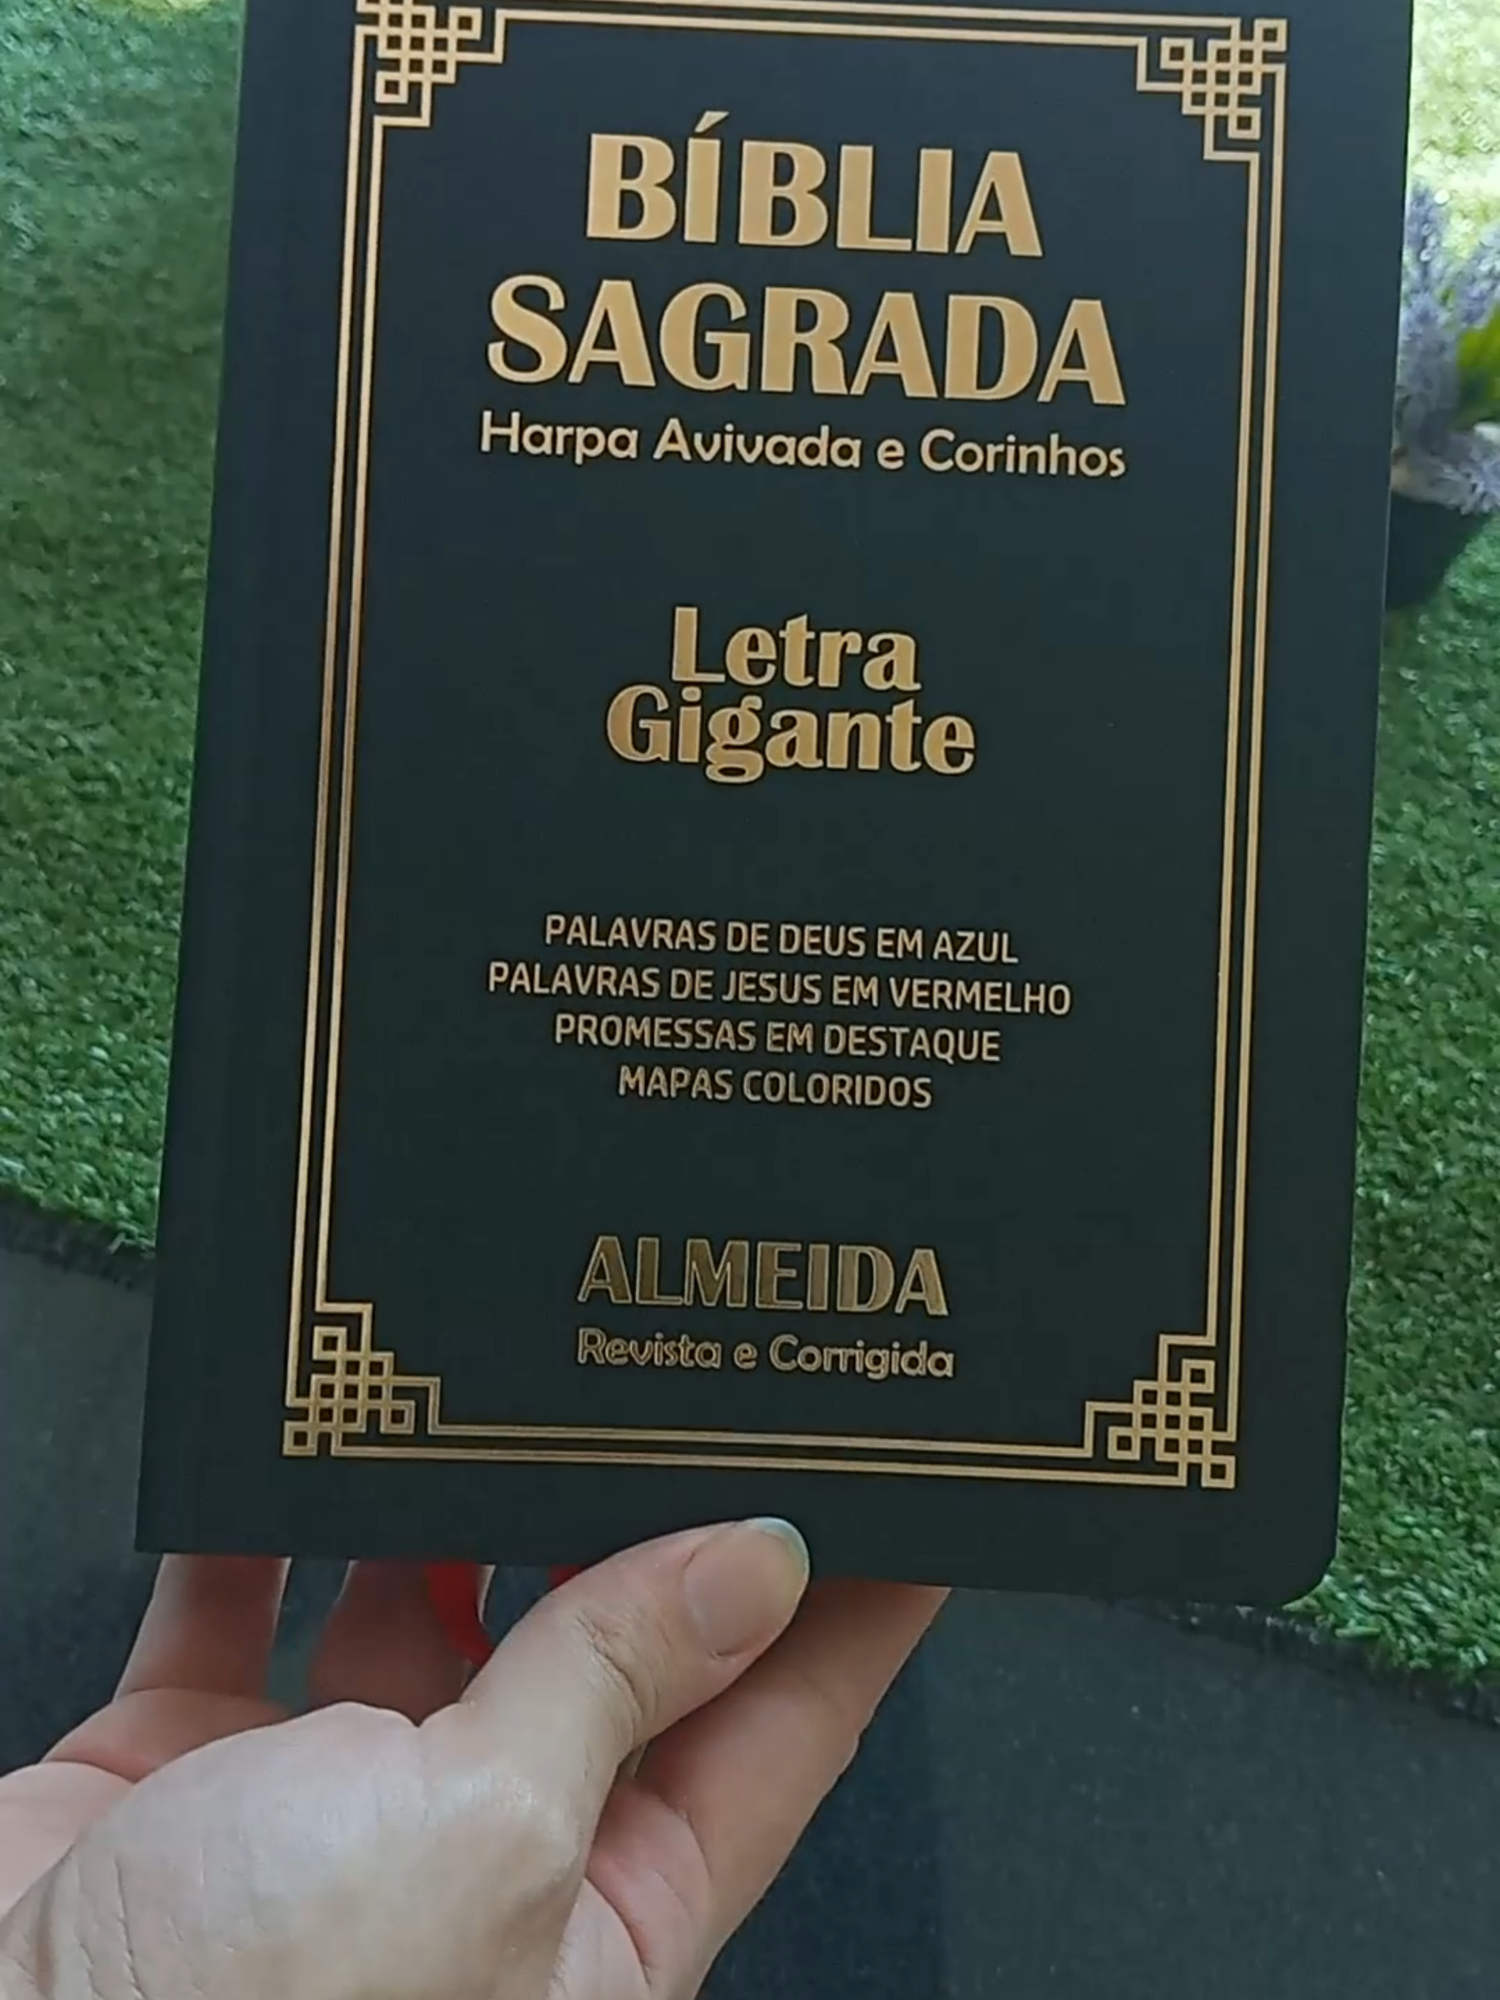 BÍBLIA
SAGRADA
Harpa Avivada e Corinhos
Letra
Gigante
PALAVRAS DE DEUS EM AZUL
PALAVRAS DE JESUS EM VERMELHO
PROMESSAS EM DESTAQUE
MAPAS COLORIDOS
ALMEIDA
Revista e Corrigida